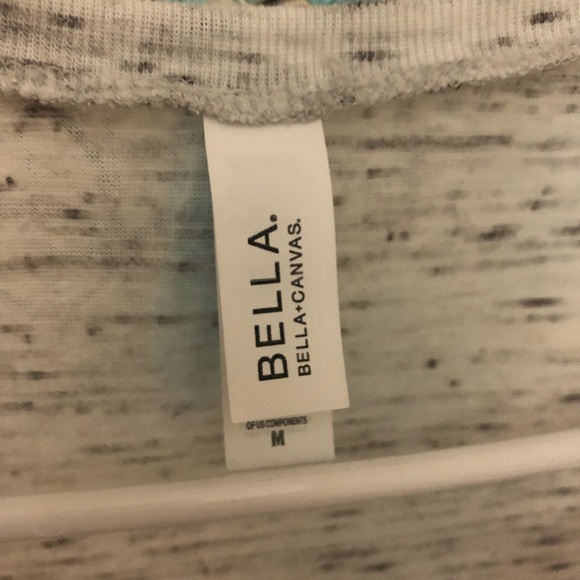 BELLA.
BELLA+CANVAS.
OF US COMPONENTS
M